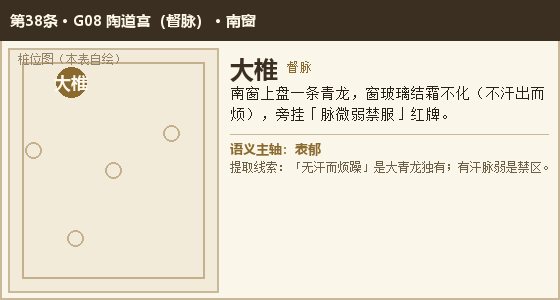 第38条・G08 陶道宫（督脉）・南窗
桩位图（本表自绘）
大椎
大椎 督脉
南窗上盘一条青龙，窗玻璃结霜不化（不汗出而
烦），旁挂「脉微弱禁服」红牌。
语义主轴：表郁
提取线索：「无汗而烦躁」是大青龙独有；有汗脉弱是禁区。